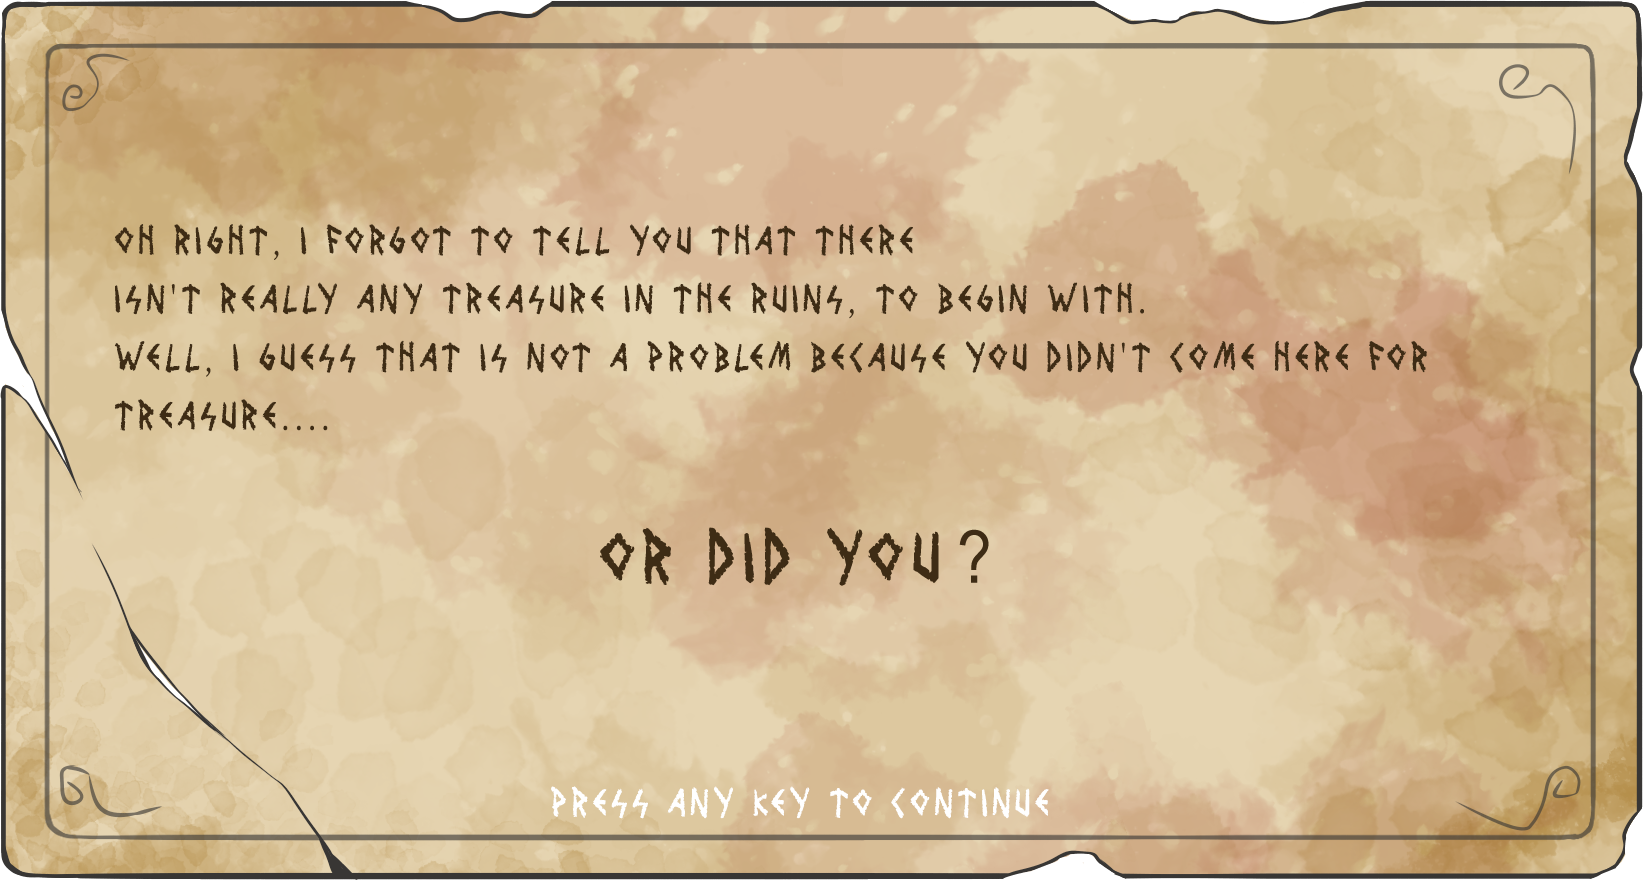 OH RIGHT, I FORGOT TO TELL YOU THAT THERE
ISN'T REALLY ANY TREASURE IN THE RUINS, TO BEGIN WITH.
WELL, I GUESS THAT IS NOT A PROBLEM BECAUSE YOU DIDN'T COME HERE FOR
TREASURE....
OR DID YOU?
PRESS ANY KEY TO CONTINUE